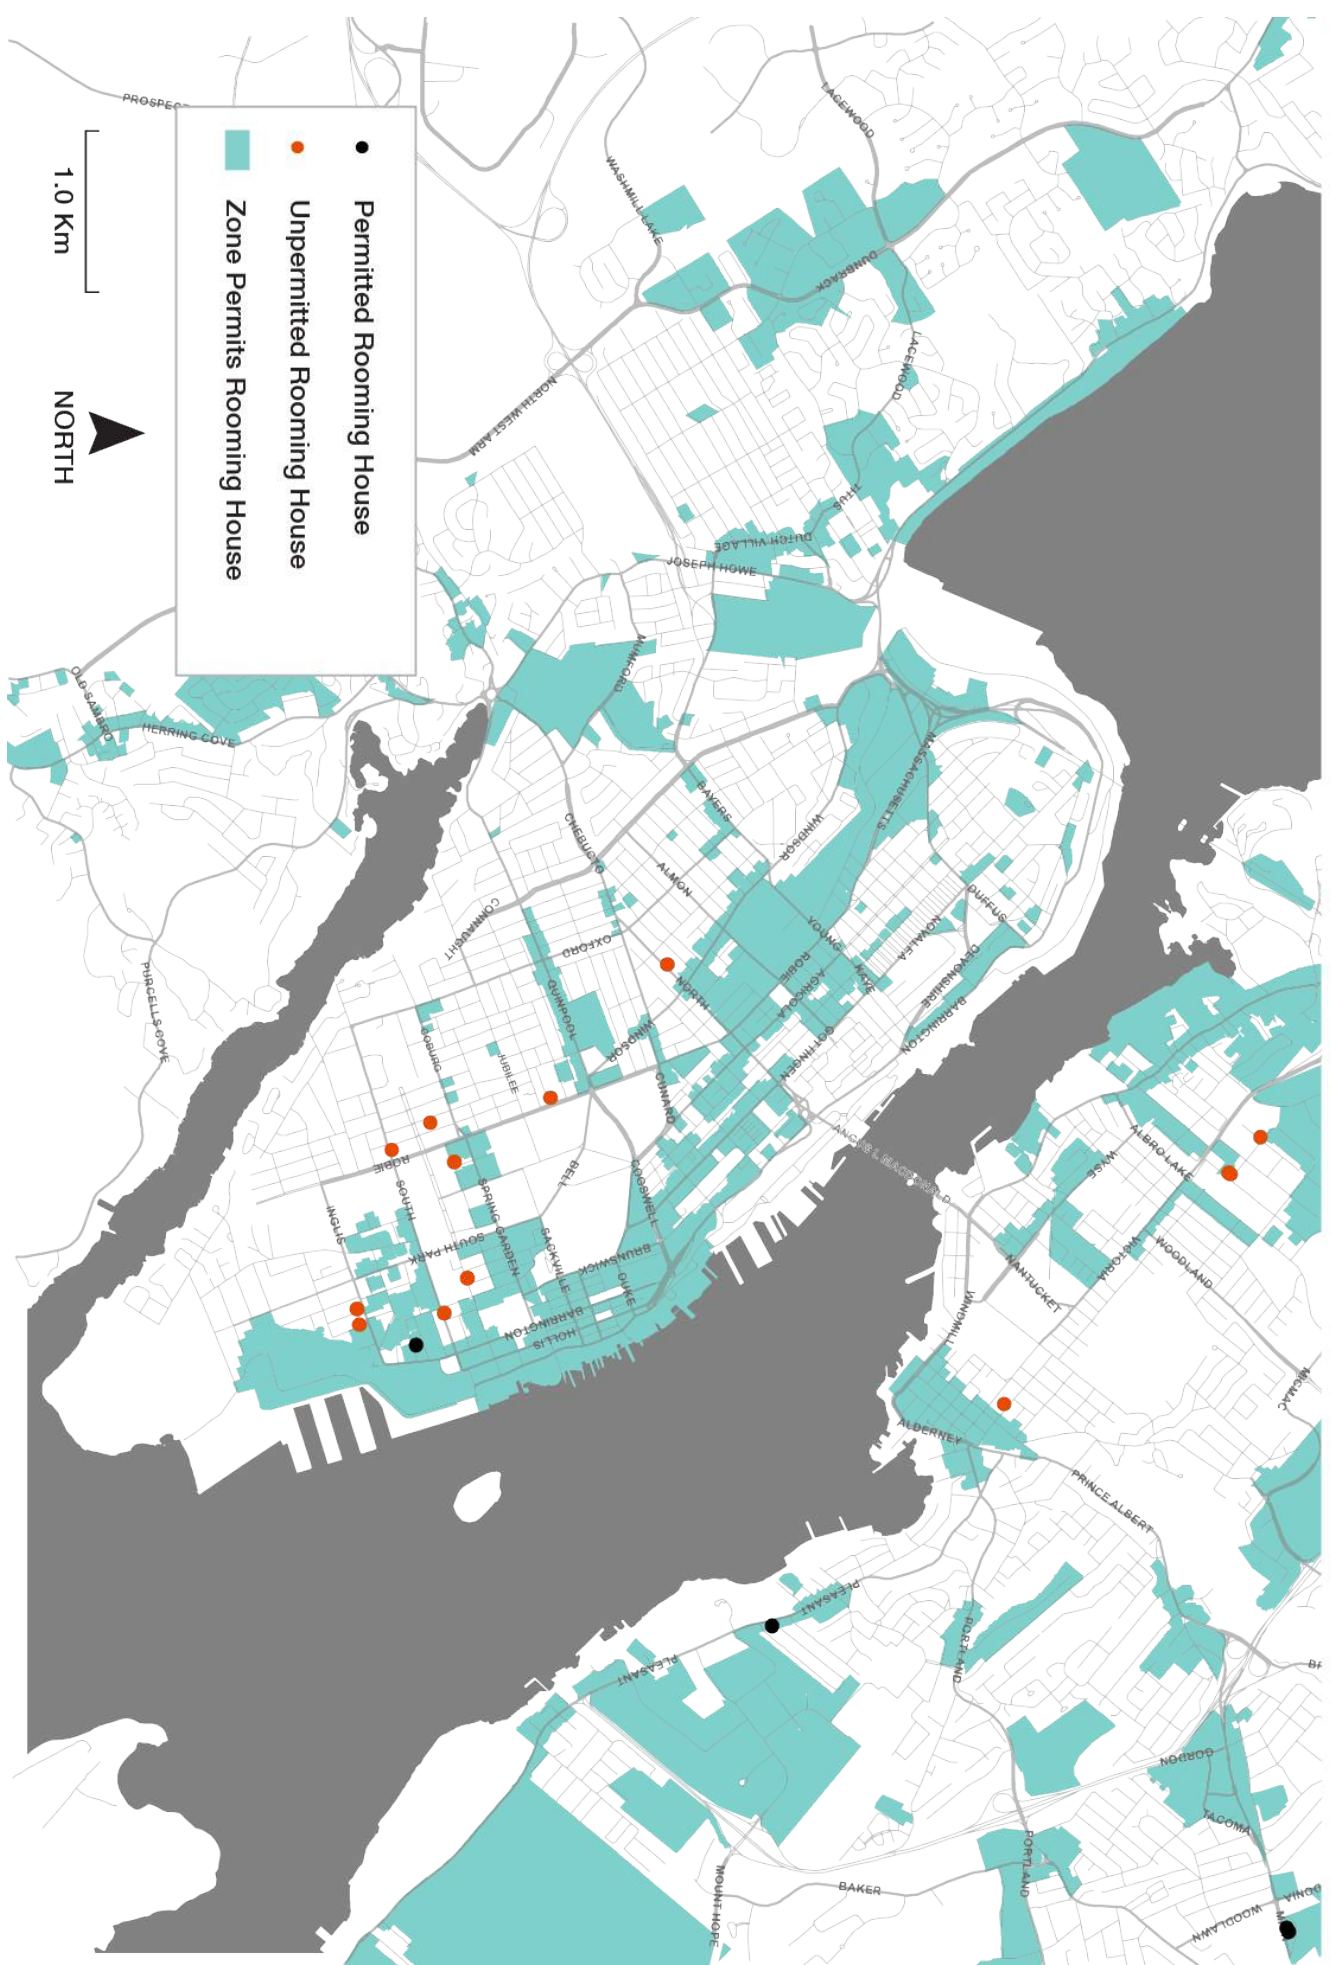 Permitted Rooming House
Unpermitted Rooming House
Zone Permits Rooming House
1.0 Km
NORTH
LACEWOOD
WASHMILL LAKE
DUNBRACK
LACEWOOD
NORTH WEST ARM
TITUS
DUTCH VILLAGE
JOSEPH HOWE
MUMFORD
OLD SAMBRO
HERRING COVE
PURCELLS COVE
MASSACHUSETTS
BAYERS
WINDSOR
CHEBUCTO
ALMON
CONNAUGHT
OXFORD
DUFFUS
NOVALEA
DEVONSHIRE
BARRINGTON
YOUNG
KAYE
ROBIE
AGRICOLA
NORTH
QUINPOOL
WINDSOR
GOTTINGEN
COBURG
JUBILEE
CUNARD
ANGUS L MACDONALD
ROBIE
BELL
COGSWELL
SOUTH
INGLIS
SPRING GARDEN
SOUTH PARK
SACKVILLE
BRUNSWICK
DUKE
BARRINGTON
HOLLIS
ALBRO LAKE
WYSE
VICTORIA
WOODLAND
NANTUCKET
WINDMILL
MICMAC
ALDERNEY
PRINCE ALBERT
PLEASANT
PLEASANT
PORTLAND
GORDON
TACOMA
PORTLAND
BAKER
MOUNT HOPE
WOODLAWN